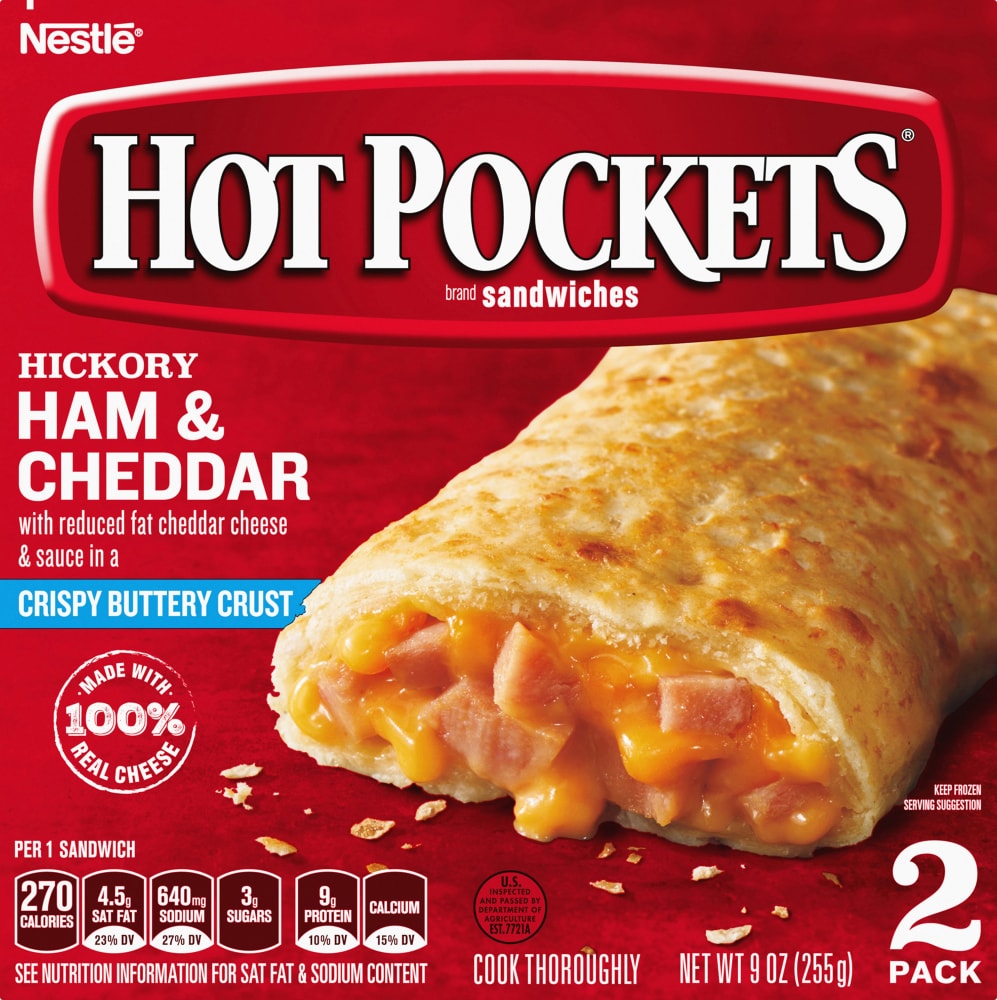 Nestlé®
HOT POCKETS®
brand sandwiches
HICKORY
HAM &
CHEDDAR
with reduced fat cheddar cheese
& sauce in a
CRISPY BUTTERY CRUST
MADE WITH
100%
REAL CHEESE
KEEP FROZEN
SERVING SUGGESTION
PER 1 SANDWICH
270
CALORIES
4.5g
SAT FAT
23% DV
640mg
SODIUM
27% DV
3g
SUGARS
9g
PROTEIN
10% DV
CALCIUM
15% DV
SEE NUTRITION INFORMATION FOR SAT FAT & SODIUM CONTENT
U.S.
INSPECTED
AND PASSED BY
DEPARTMENT OF
AGRICULTURE
EST.7721A
COOK THOROUGHLY
NET WT 9 OZ (255g)
2
PACK